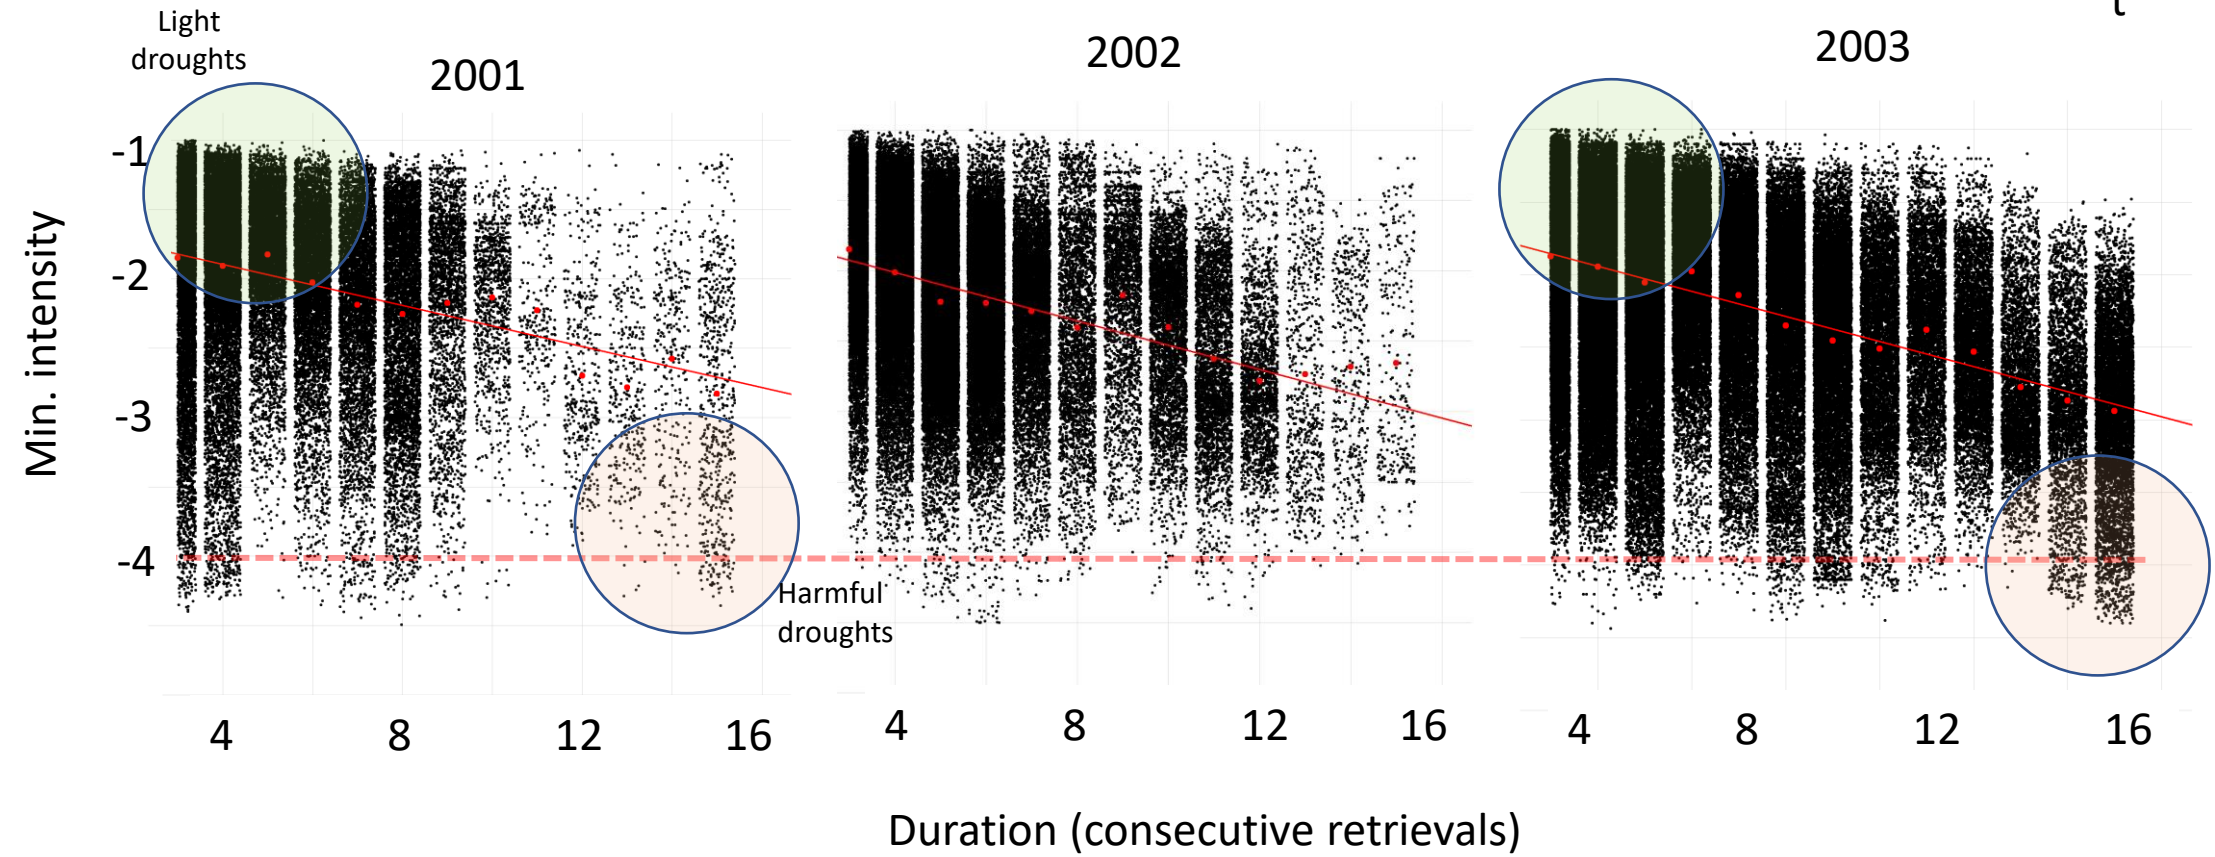 Light
droughts
2001
2002
2003
t
Min. intensity
-1
-2
-3
-4
Harmful
droughts
4 8 12 16
4 8 12 16
4 8 12 16
Duration (consecutive retrievals)